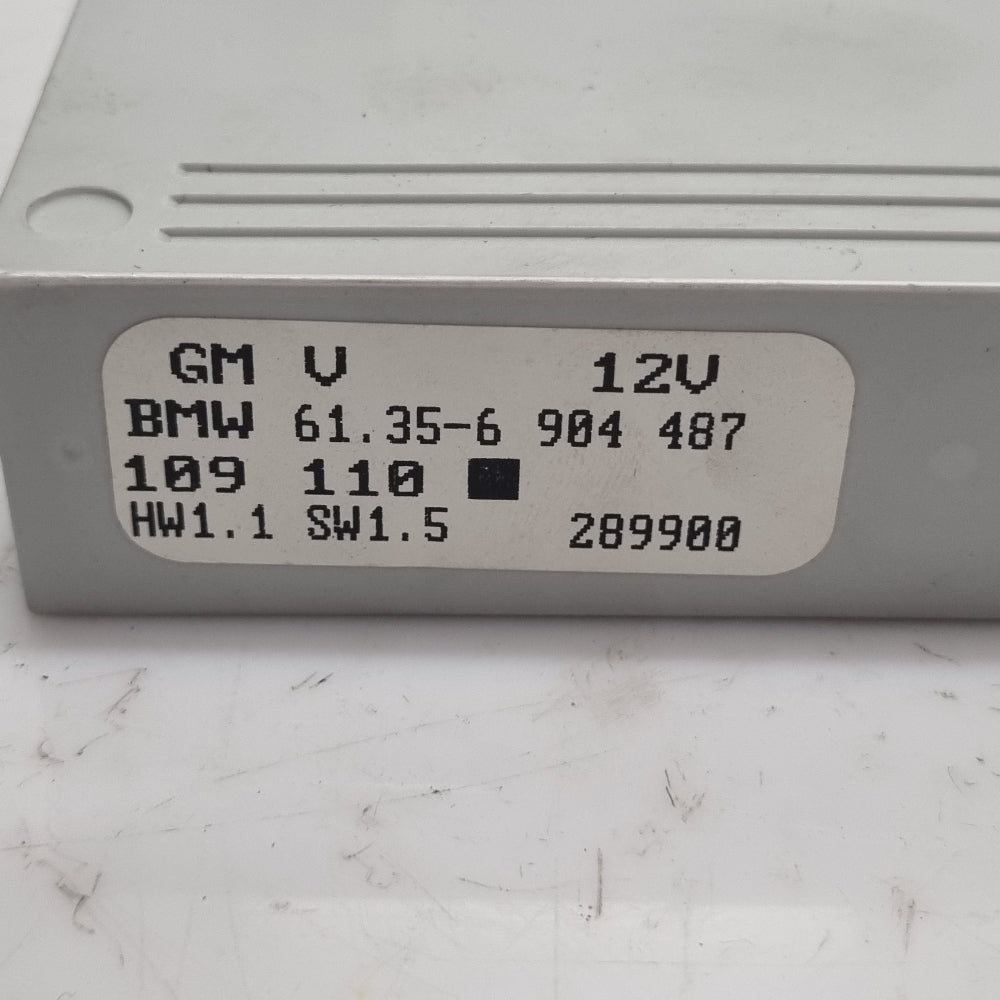 GM V 12V
BMW 61.35-6 904 487
109 110 ■
HW1.1 SW1.5 289900